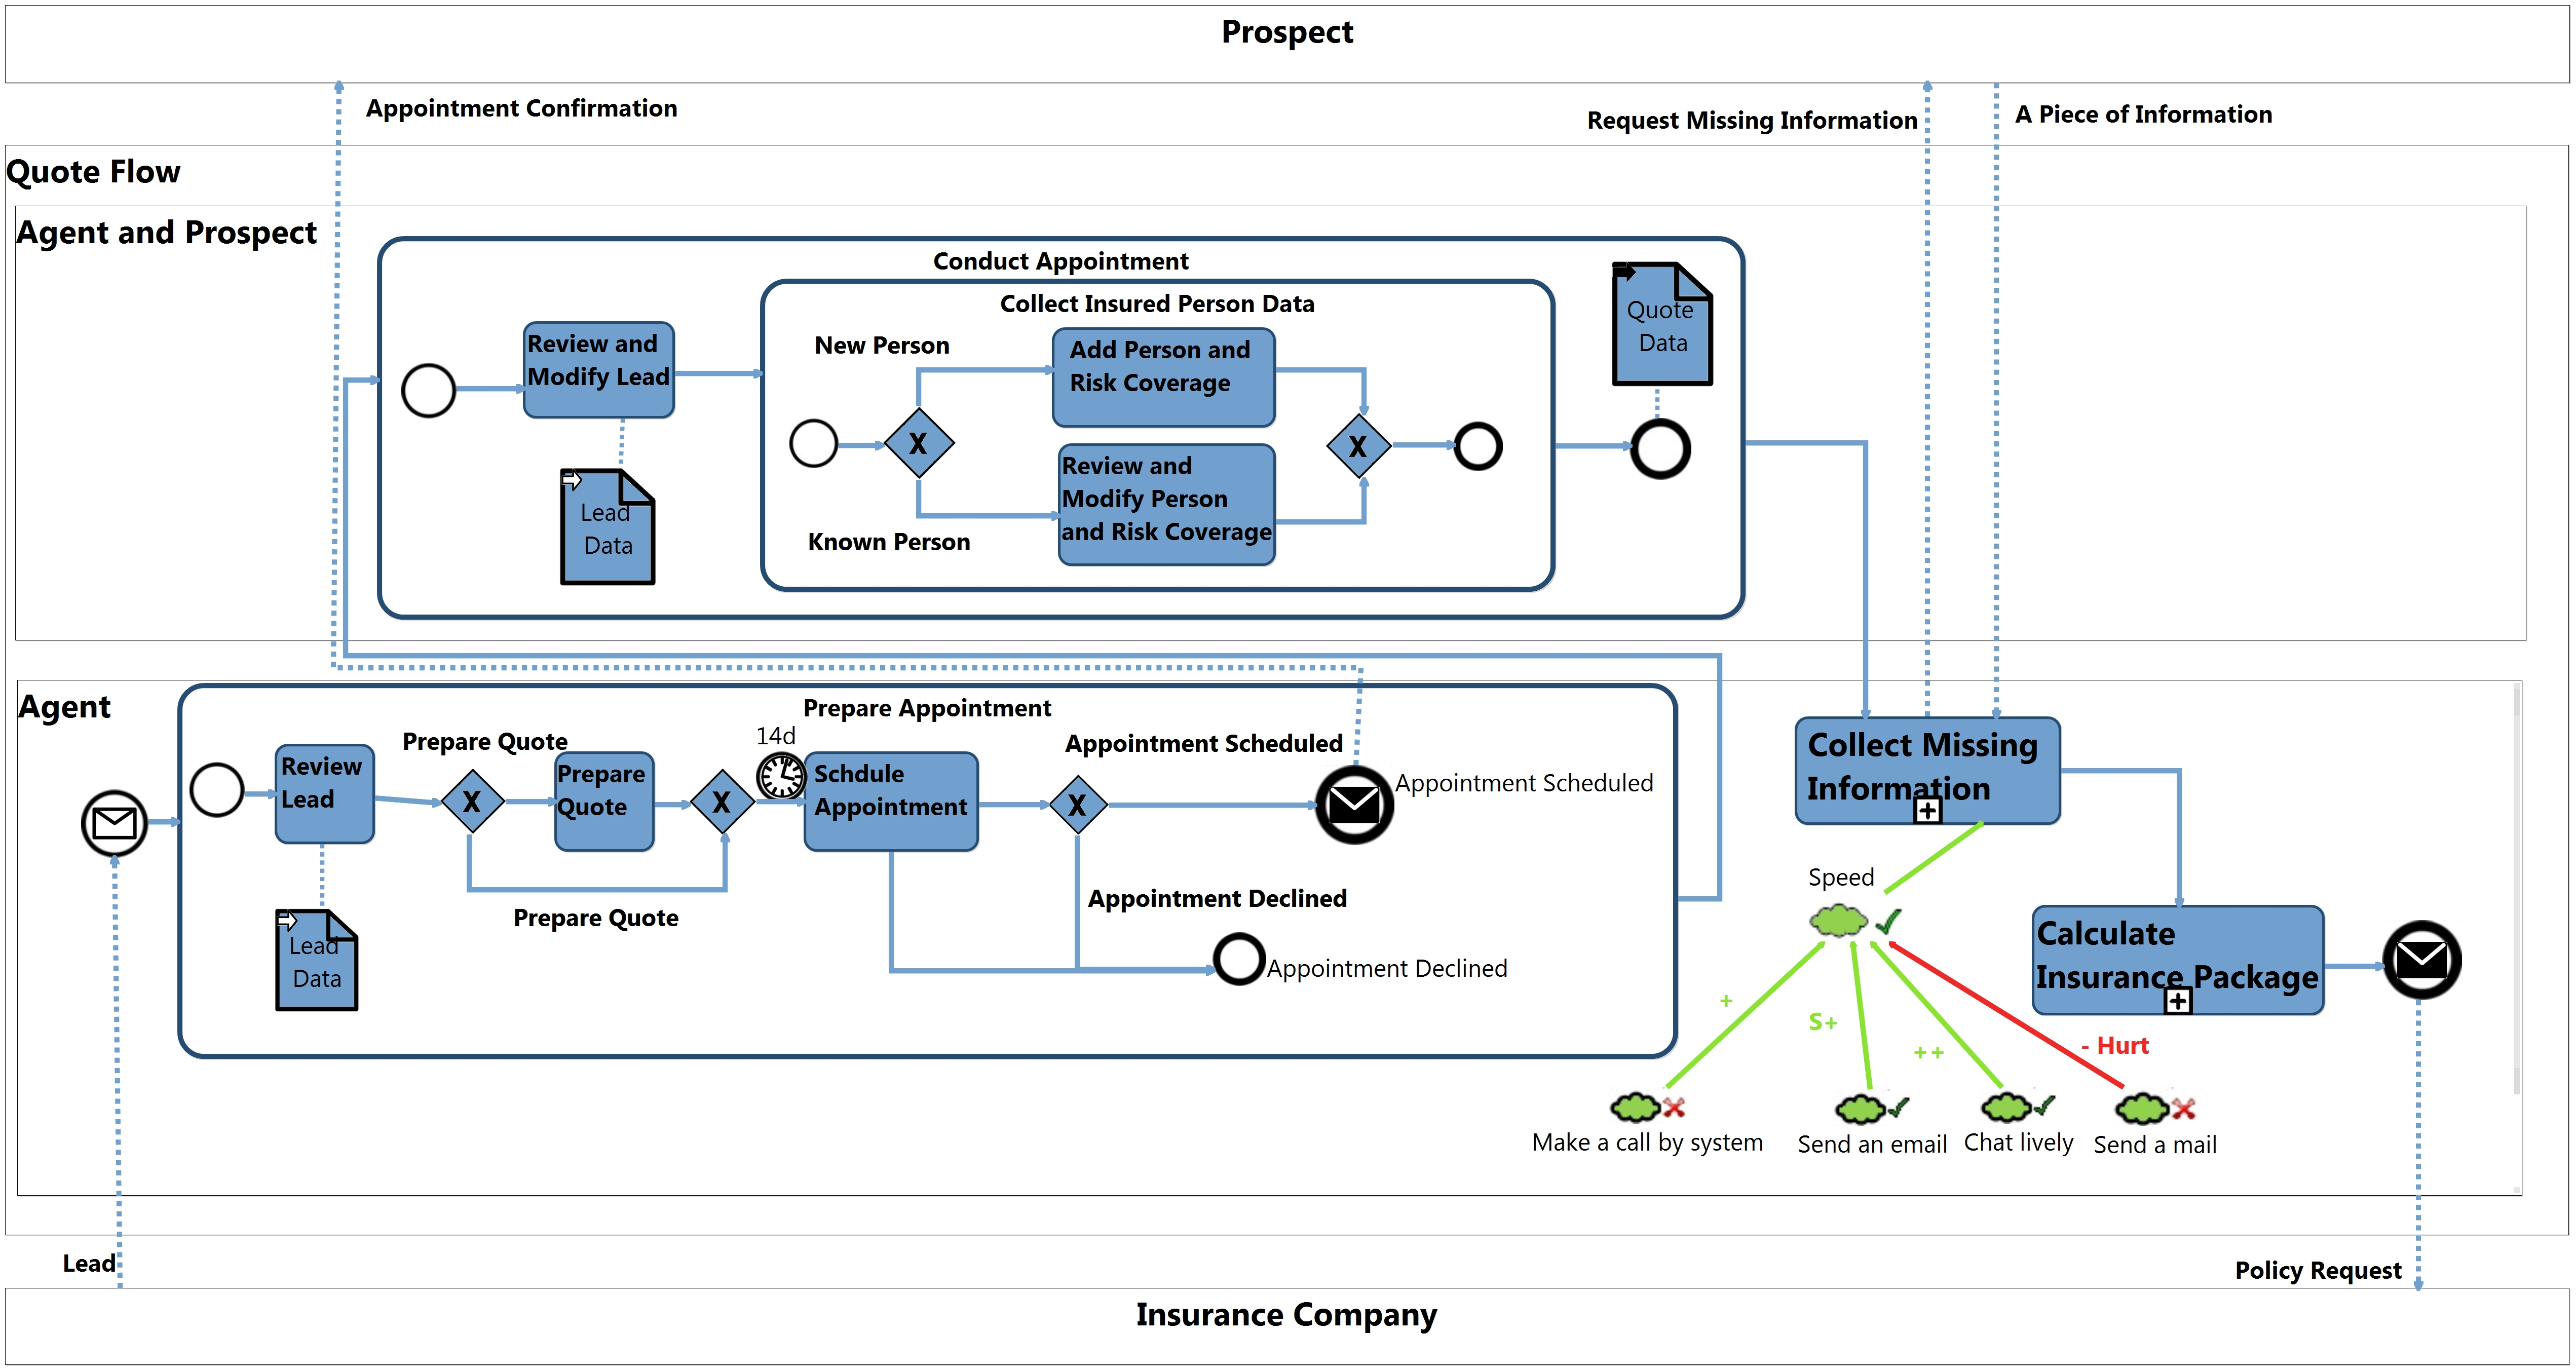 Prospect
Appointment Confirmation
Request Missing Information
A Piece of Information
Quote Flow
Agent and Prospect
Conduct Appointment
Collect Insured Person Data
Review and
Modify Lead
Lead
Data
New Person
Known Person
X
Add Person and
Risk Coverage
Review and
Modify Person
and Risk Coverage
X
Quote
Data
Agent
Prepare Appointment
Review
Lead
Lead
Data
Prepare Quote
X
Prepare
Quote
Prepare Quote
X
14d
Schdule
Appointment
X
Appointment Scheduled
Appointment Scheduled
Appointment Declined
Appointment Declined
Collect Missing
Information
Speed
+
S+
++
- Hurt
Make a call by system
Send an email
Chat lively
Send a mail
Calculate
Insurance Package
Lead
Policy Request
Insurance Company